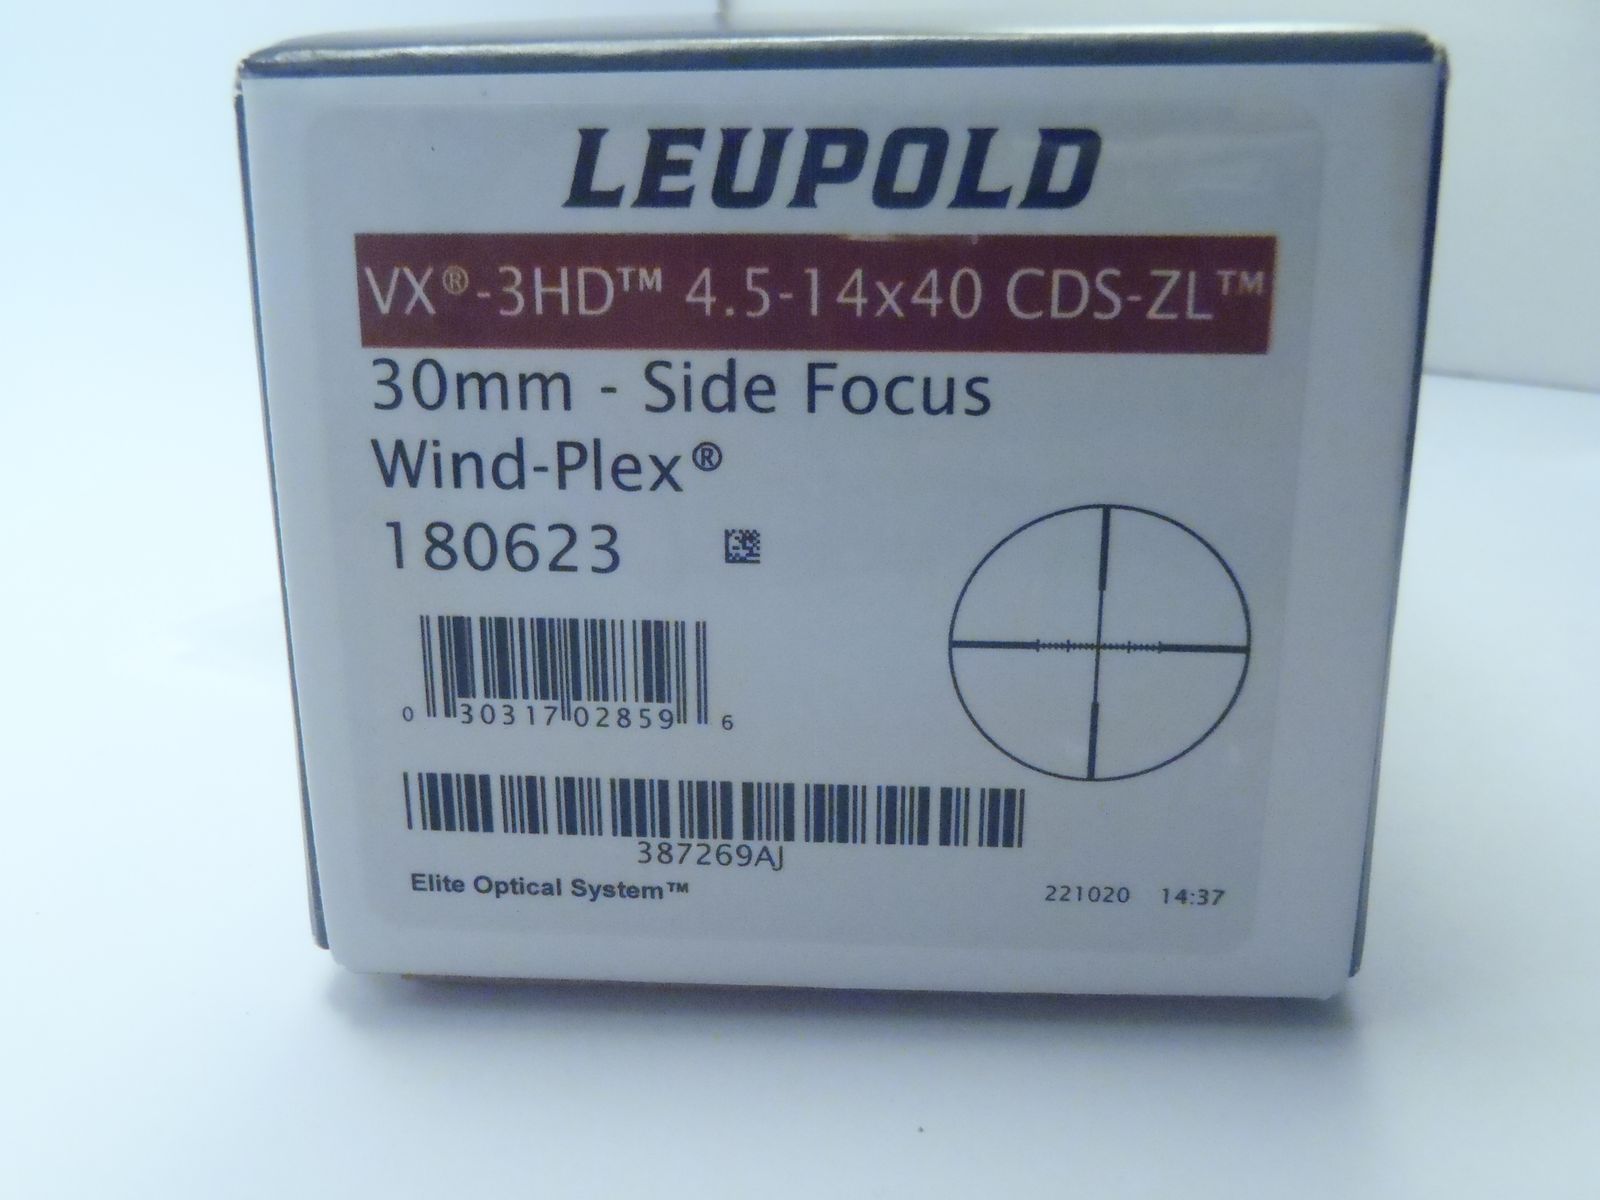 LEUPOLD
VX®-3HD™ 4.5-14x40 CDS-ZL™
30mm - Side Focus
Wind-Plex®
180623
0 30317 02859 6
387269AJ
Elite Optical System™
221020 14:37